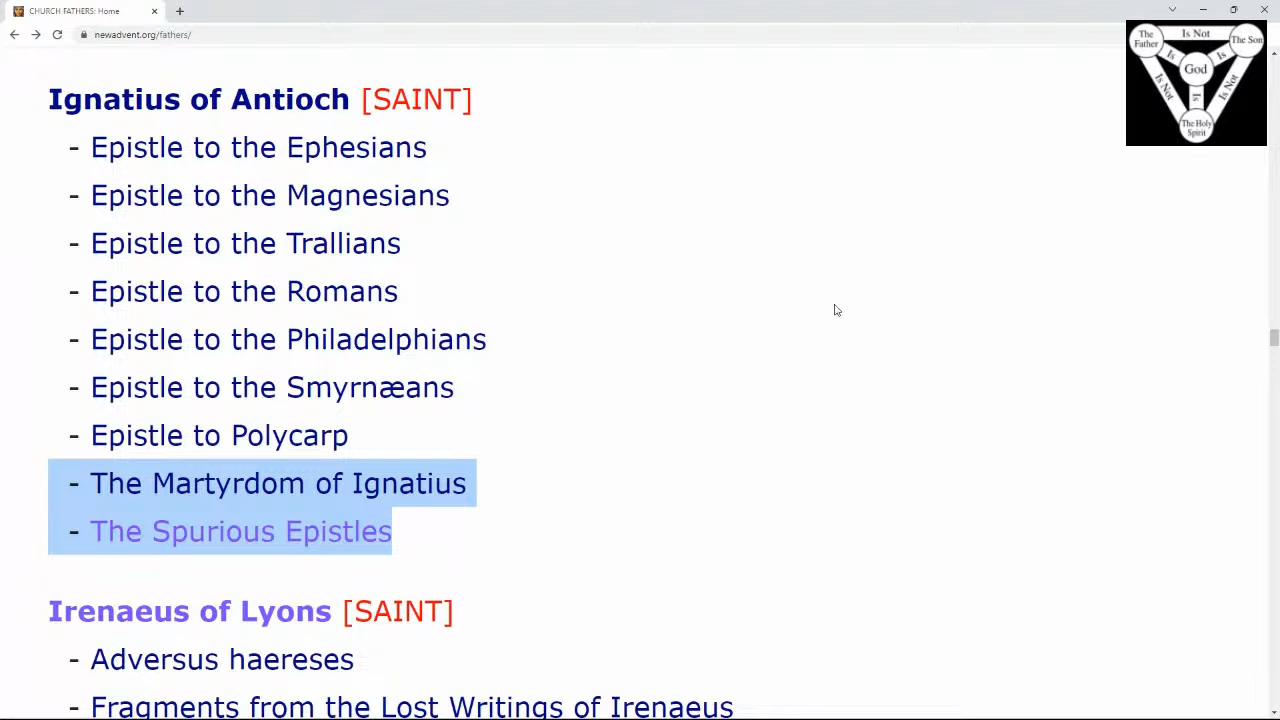 CHURCH FATHERS: Home
newadvent.org/fathers/
Ignatius of Antioch [SAINT]
- Epistle to the Ephesians
- Epistle to the Magnesians
- Epistle to the Trallians
- Epistle to the Romans
- Epistle to the Philadelphians
- Epistle to the Smyrnæans
- Epistle to Polycarp
- The Martyrdom of Ignatius
- The Spurious Epistles
Irenaeus of Lyons [SAINT]
- Adversus haereses
- Fragments from the Lost Writings of Irenaeus
The Father
Is Not
The Son
Is
Is
God
Is Not
Is
Is Not
The Holy
Spirit